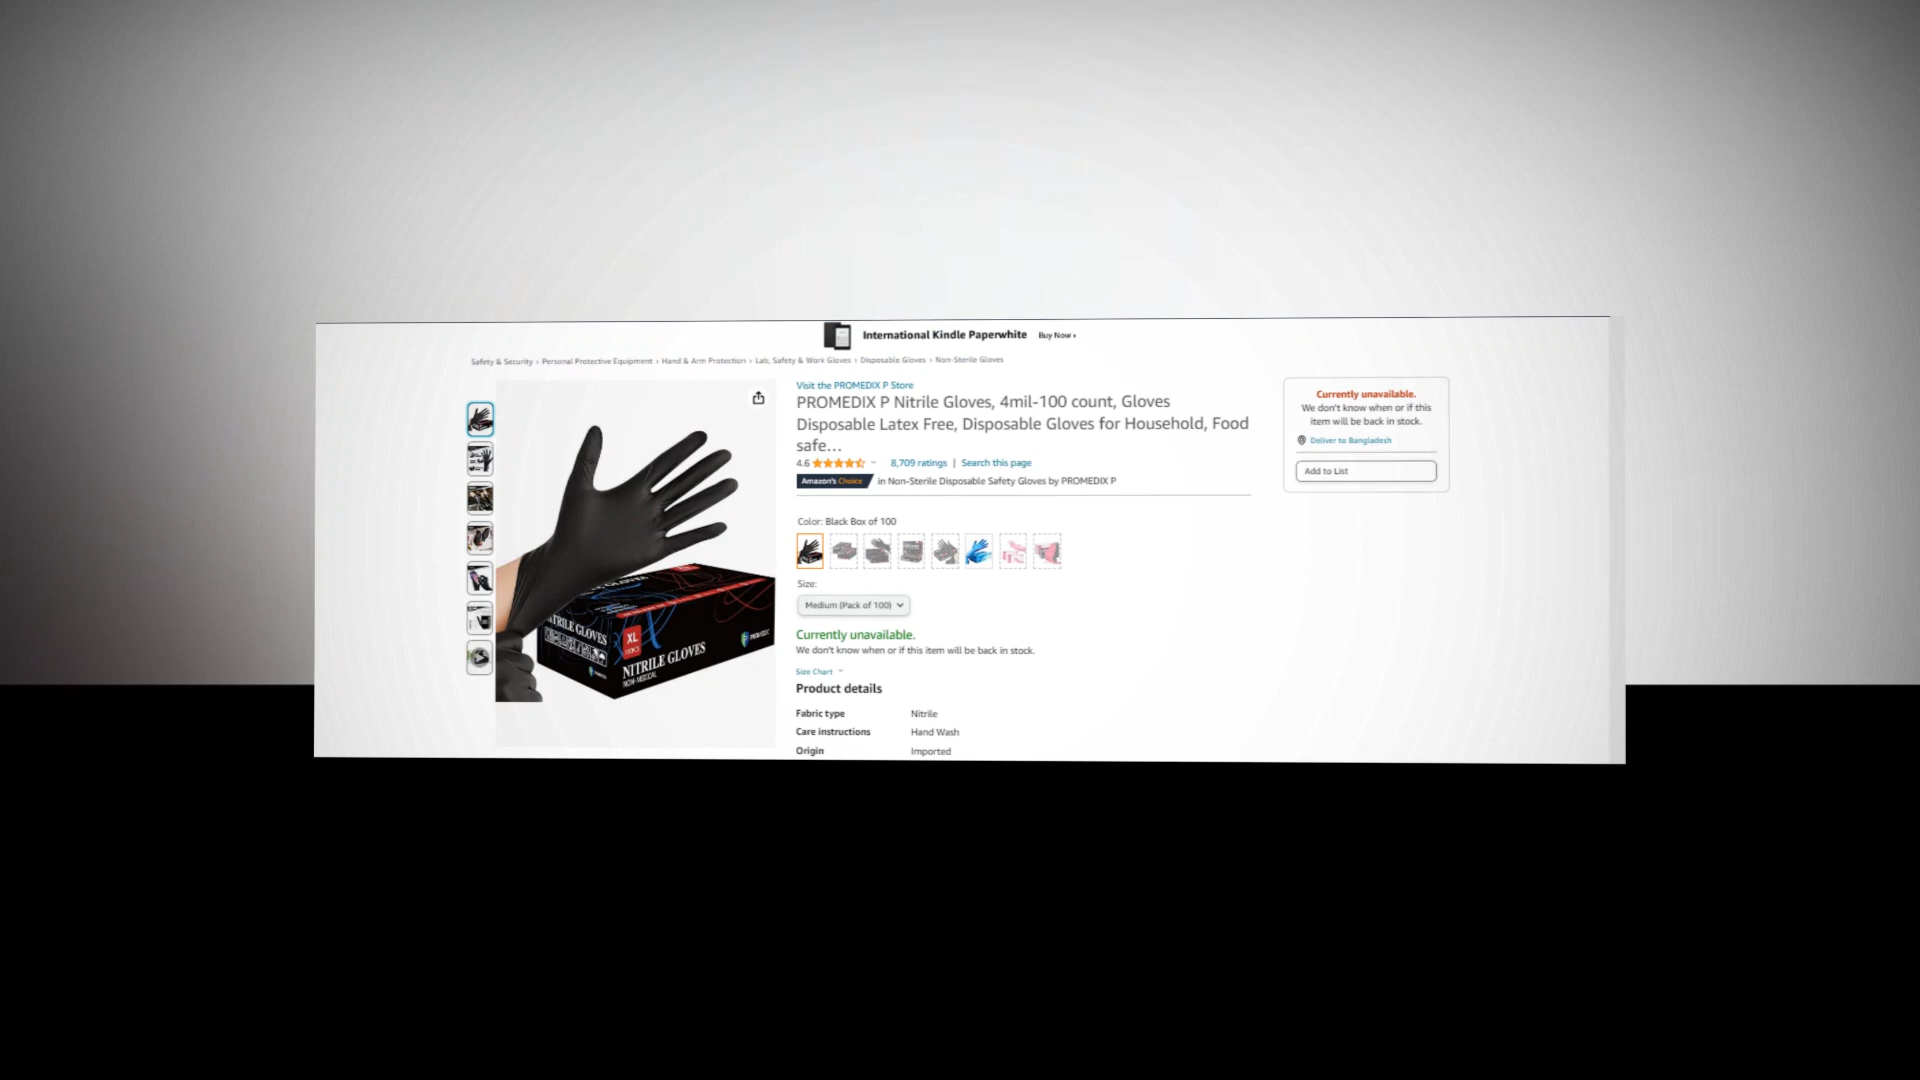 International Kindle Paperwhite Buy Now ▸
Safety & Security › Personal Protective Equipment › Hand & Arm Protection › Lab, Safety & Work Gloves › Disposable Gloves › Non-Sterile Gloves
Visit the PROMEDIX P Store
PROMEDIX P Nitrile Gloves, 4mil-100 count, Gloves
Disposable Latex Free, Disposable Gloves for Household, Food
safe...
4.6 8,709 ratings | Search this page
Amazon's Choice in Non-Sterile Disposable Safety Gloves by PROMEDIX P
Color: Black Box of 100
Size:
Medium (Pack of 100)
Currently unavailable.
We don't know when or if this item will be back in stock.
Size Chart
Product details
Fabric type Nitrile
Care instructions Hand Wash
Origin Imported
Currently unavailable.
We don't know when or if this
item will be back in stock.
Deliver to Bangladesh
Add to List
NITRILE GLOVES
XL
NITRILE GLOVES
NON-MEDICAL
PROMEDIX